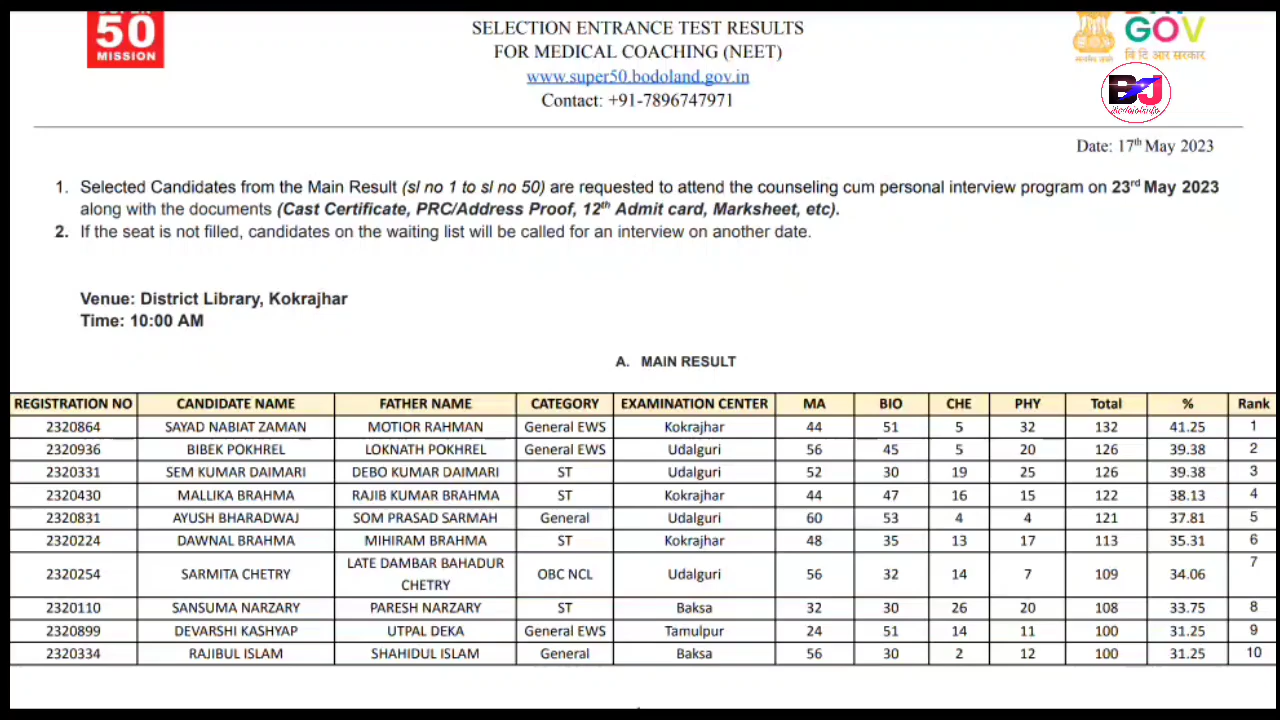 50
MISSION
SELECTION ENTRANCE TEST RESULTS
FOR MEDICAL COACHING (NEET)
www.super50.bodoland.gov.in
Contact: +91-7896747971
GOV
बि टि आर सरकार
BJ
Date: 17th May 2023
1. Selected Candidates from the Main Result (sl no 1 to sl no 50) are requested to attend the counseling cum personal interview program on 23rd May 2023
along with the documents (Cast Certificate, PRC/Address Proof, 12th Admit card, Marksheet, etc).
2. If the seat is not filled, candidates on the waiting list will be called for an interview on another date.
Venue: District Library, Kokrajhar
Time: 10:00 AM
A. MAIN RESULT
REGISTRATION NO CANDIDATE NAME FATHER NAME CATEGORY EXAMINATION CENTER MA BIO CHE PHY Total % Rank
2320864 SAYAD NABIAT ZAMAN MOTIOR RAHMAN General EWS Kokrajhar 44 51 5 32 132 41.25 1
2320936 BIBEK POKHREL LOKNATH POKHREL General EWS Udalguri 56 45 5 20 126 39.38 2
2320331 SEM KUMAR DAIMARI DEBO KUMAR DAIMARI ST Udalguri 52 30 19 25 126 39.38 3
2320430 MALLIKA BRAHMA RAJIB KUMAR BRAHMA ST Kokrajhar 44 47 16 15 122 38.13 4
2320831 AYUSH BHARADWAJ SOM PRASAD SARMAH General Udalguri 60 53 4 4 121 37.81 5
2320224 DAWNAL BRAHMA MIHIRAM BRAHMA ST Kokrajhar 48 35 13 17 113 35.31 6
2320254 SARMITA CHETRY LATE DAMBAR BAHADUR CHETRY OBC NCL Udalguri 56 32 14 7 109 34.06 7
2320110 SANSUMA NARZARY PARESH NARZARY ST Baksa 32 30 26 20 108 33.75 8
2320899 DEVARSHI KASHYAP UTPAL DEKA General EWS Tamulpur 24 51 14 11 100 31.25 9
2320334 RAJIBUL ISLAM SHAHIDUL ISLAM General Baksa 56 30 2 12 100 31.25 10